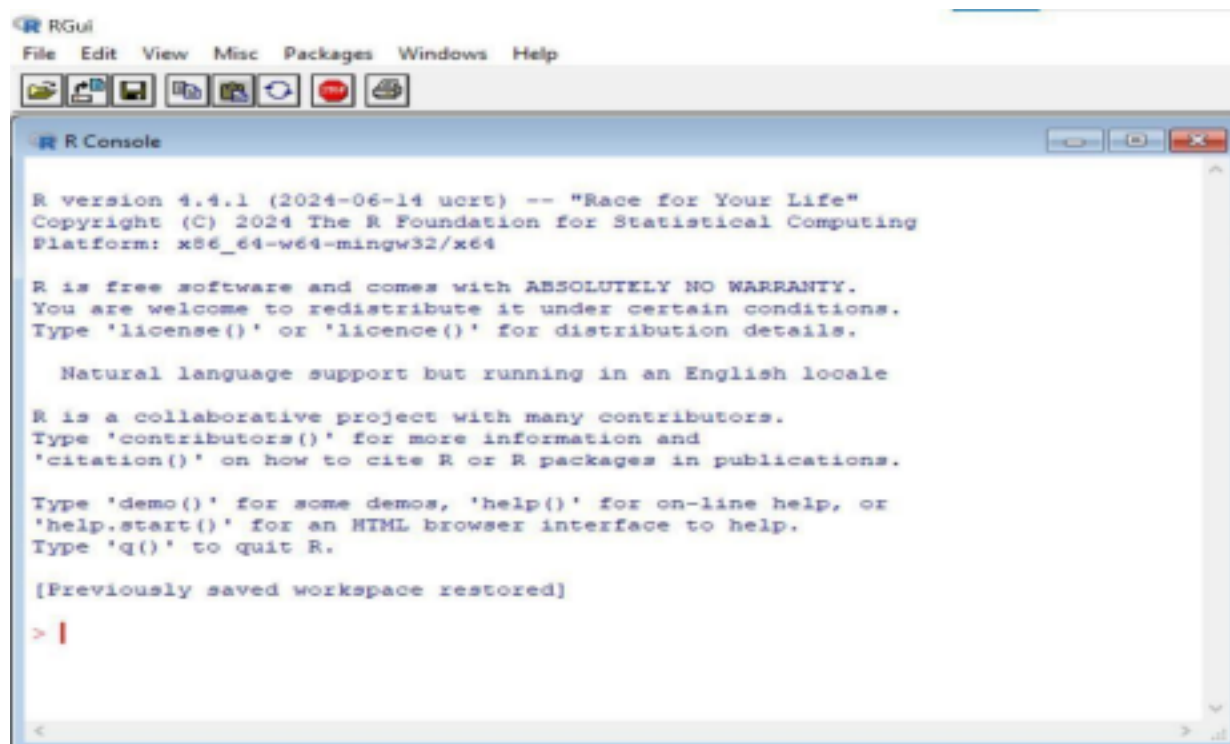 RGui
File Edit View Misc Packages Windows Help
STOP
R Console
R version 4.4.1 (2024-06-14 ucrt) -- "Race for Your Life"
Copyright (C) 2024 The R Foundation for Statistical Computing
Platform: x86_64-w64-mingw32/x64
R is free software and comes with ABSOLUTELY NO WARRANTY.
You are welcome to redistribute it under certain conditions.
Type 'license()' or 'licence()' for distribution details.
Natural language support but running in an English locale
R is a collaborative project with many contributors.
Type 'contributors()' for more information and
'citation()' on how to cite R or R packages in publications.
Type 'demo()' for some demos, 'help()' for on-line help, or
'help.start()' for an HTML browser interface to help.
Type 'q()' to quit R.
[Previously saved workspace restored]
>